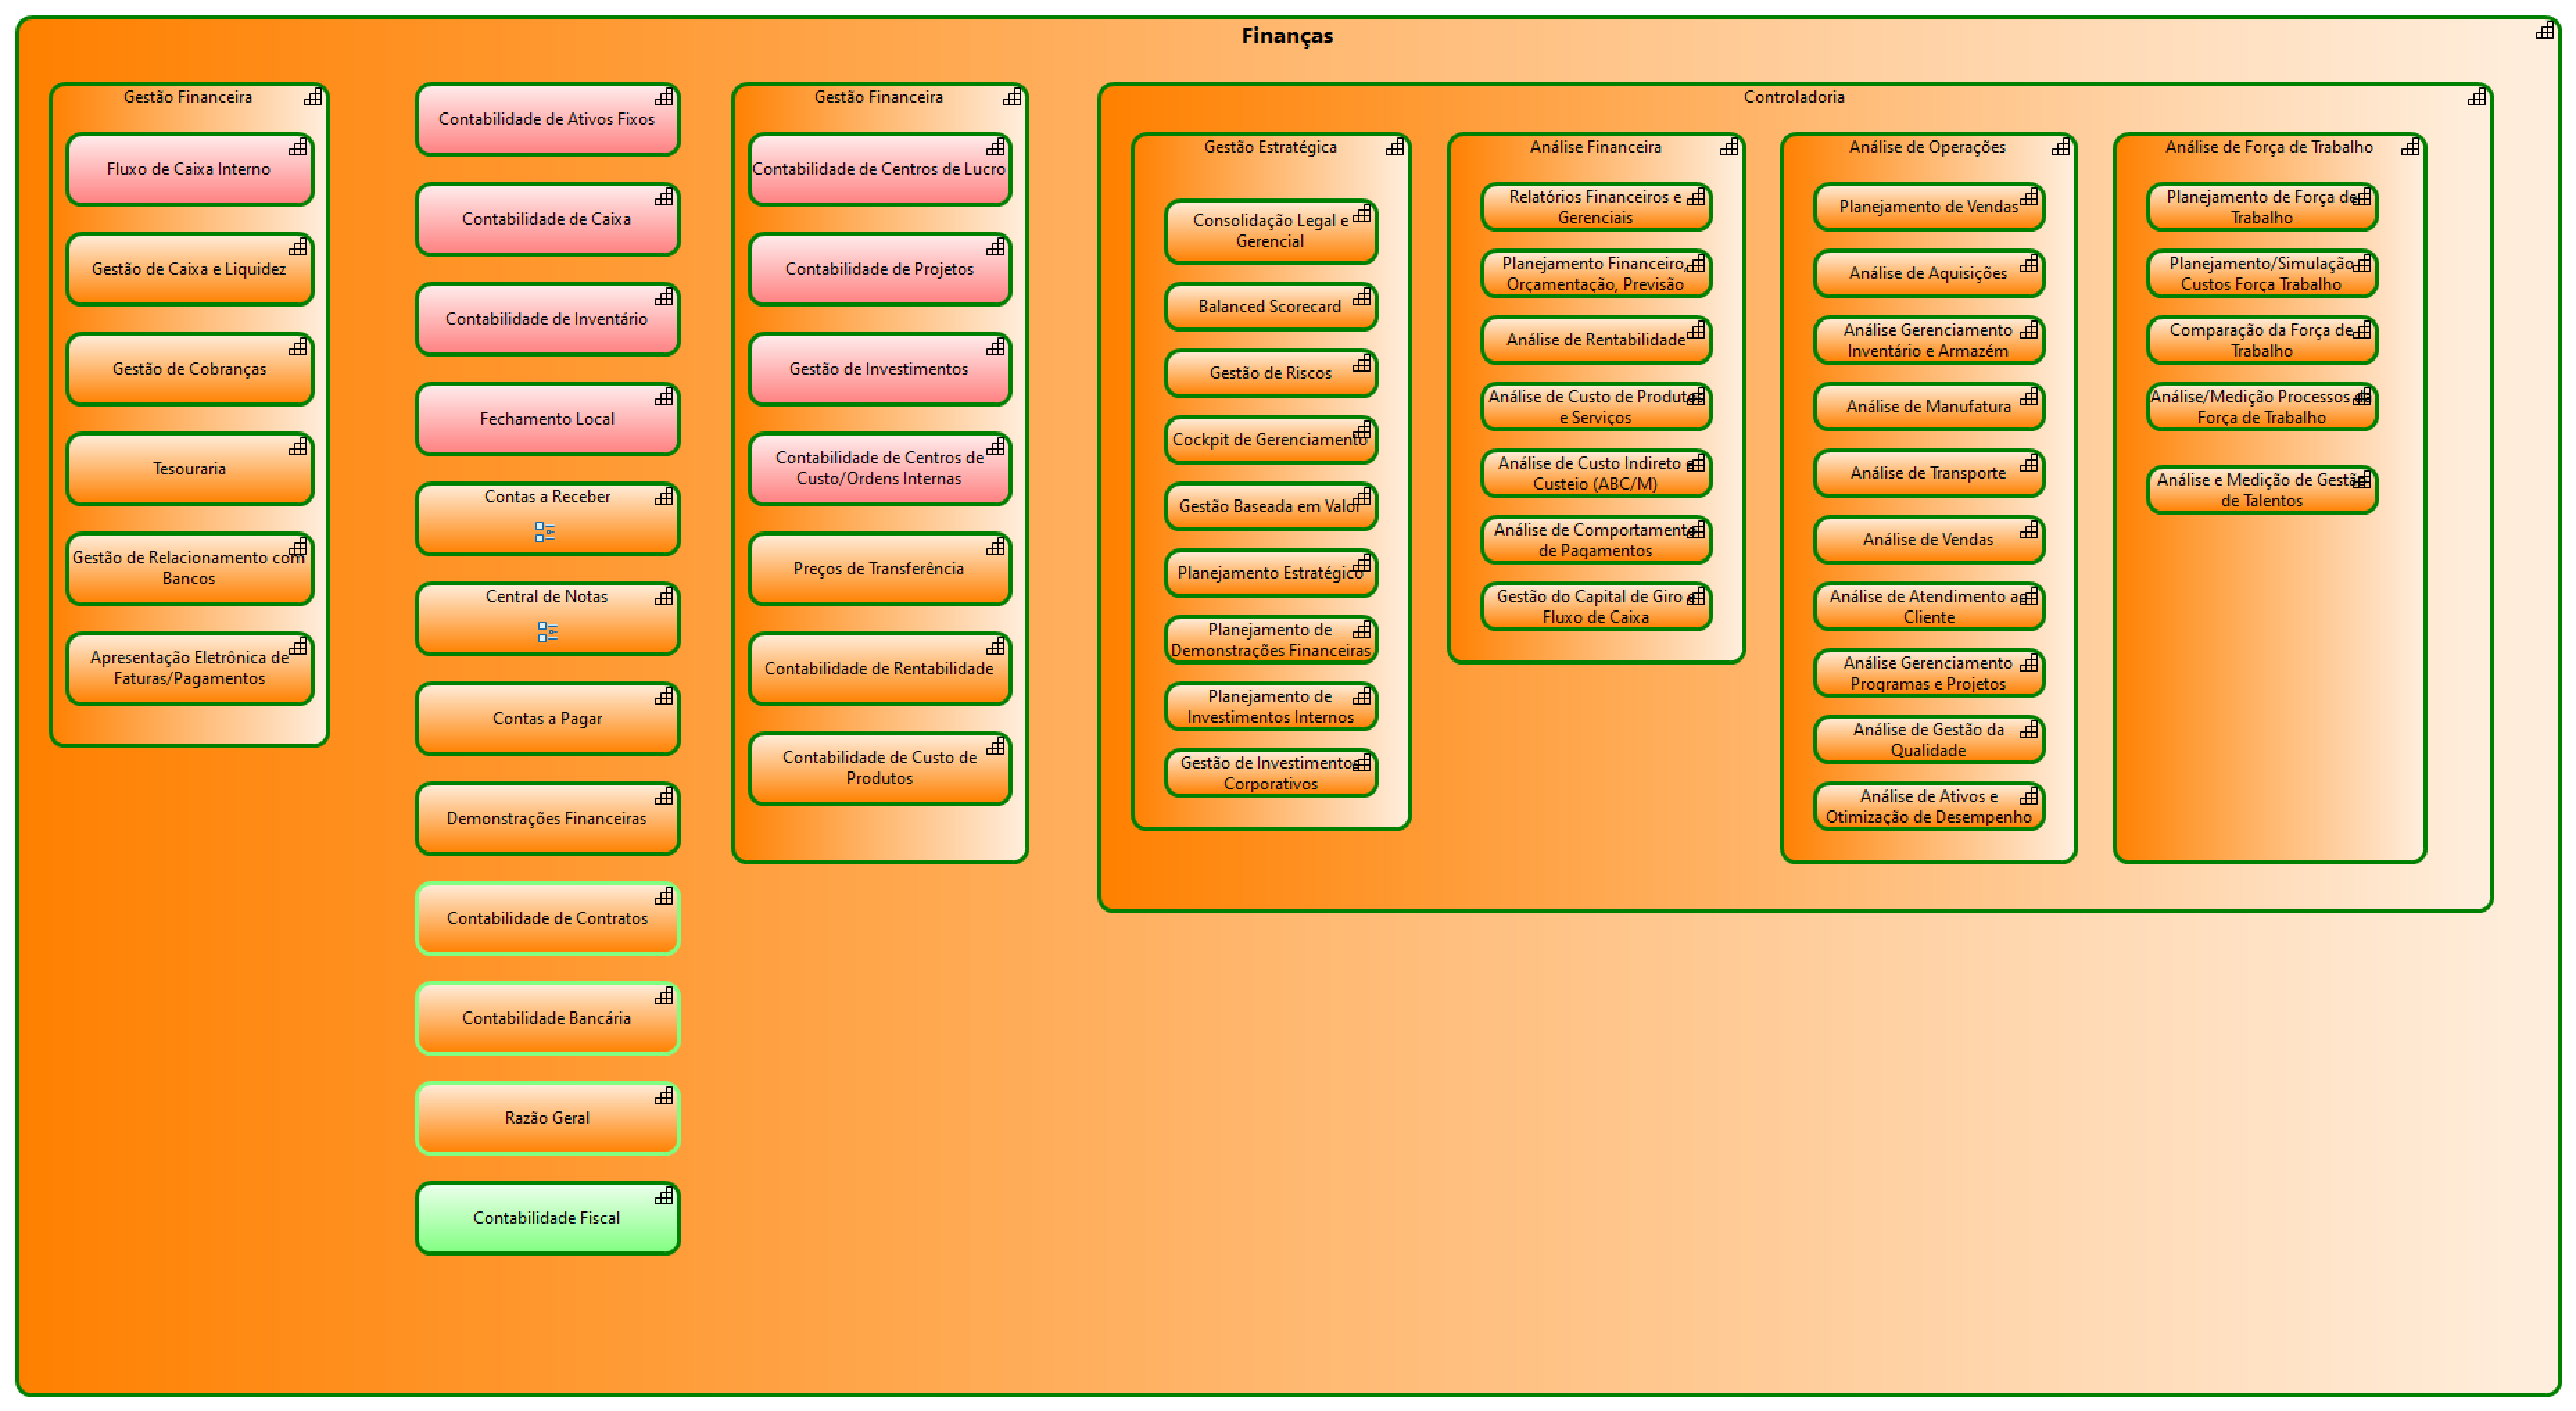 Finanças
Gestão Financeira
Fluxo de Caixa Interno
Gestão de Caixa e Liquidez
Gestão de Cobranças
Tesouraria
Gestão de Relacionamento com
Bancos
Apresentação Eletrônica de
Faturas/Pagamentos
Contabilidade de Ativos Fixos
Contabilidade de Caixa
Contabilidade de Inventário
Fechamento Local
Contas a Receber
Central de Notas
Contas a Pagar
Demonstrações Financeiras
Contabilidade de Contratos
Contabilidade Bancária
Razão Geral
Contabilidade Fiscal
Gestão Financeira
Contabilidade de Centros de Lucro
Contabilidade de Projetos
Gestão de Investimentos
Contabilidade de Centros de
Custo/Ordens Internas
Preços de Transferência
Contabilidade de Rentabilidade
Contabilidade de Custo de
Produtos
Controladoria
Gestão Estratégica
Consolidação Legal e
Gerencial
Balanced Scorecard
Gestão de Riscos
Cockpit de Gerenciamento
Gestão Baseada em Valor
Planejamento Estratégico
Planejamento de
Demonstrações Financeiras
Planejamento de
Investimentos Internos
Gestão de Investimentos
Corporativos
Análise Financeira
Relatórios Financeiros e
Gerenciais
Planejamento Financeiro,
Orçamentação, Previsão
Análise de Rentabilidade
Análise de Custo de Produtos
e Serviços
Análise de Custo Indireto e
Custeio (ABC/M)
Análise de Comportamento
de Pagamentos
Gestão do Capital de Giro e
Fluxo de Caixa
Análise de Operações
Planejamento de Vendas
Análise de Aquisições
Análise Gerenciamento
Inventário e Armazém
Análise de Manufatura
Análise de Transporte
Análise de Vendas
Análise de Atendimento ao
Cliente
Análise Gerenciamento
Programas e Projetos
Análise de Gestão da
Qualidade
Análise de Ativos e
Otimização de Desempenho
Análise de Força de Trabalho
Planejamento de Força de
Trabalho
Planejamento/Simulação
Custos Força Trabalho
Comparação da Força de
Trabalho
Análise/Medição Processos
Força de Trabalho
Análise e Medição de Gestão
de Talentos